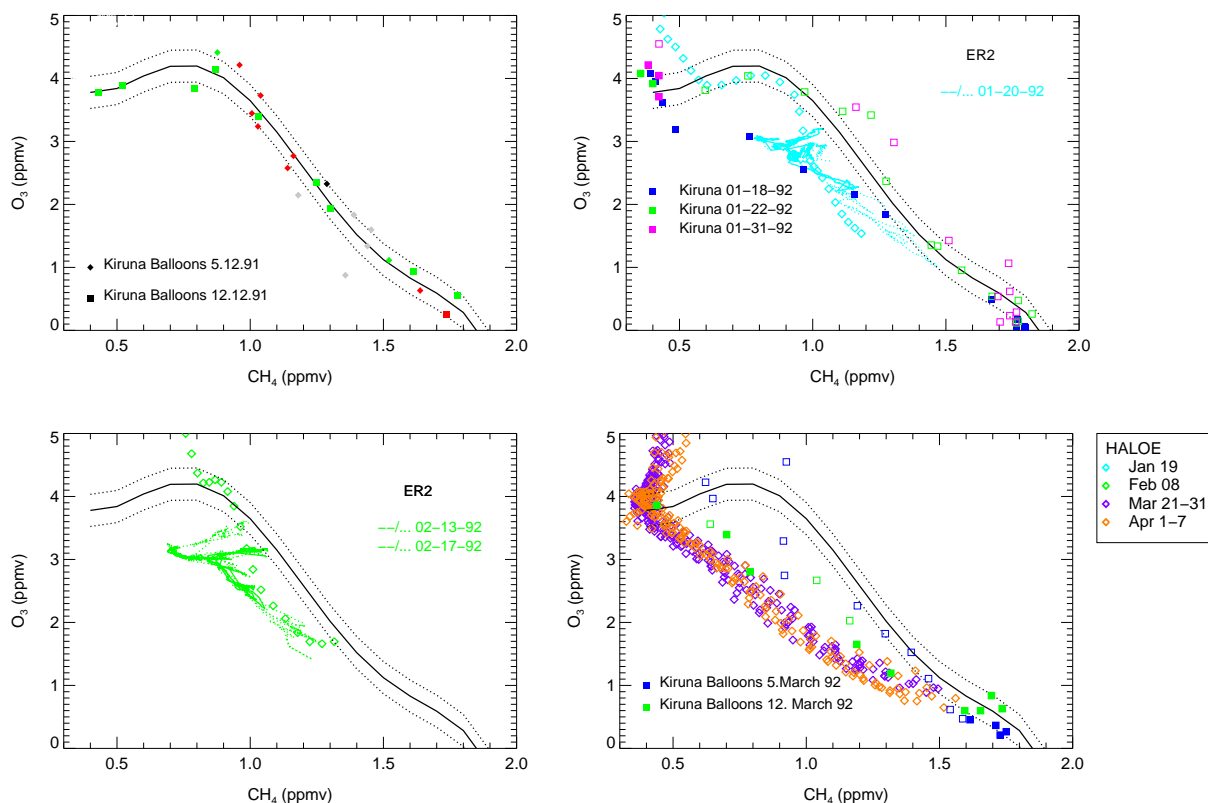 5
4
3
2
1
0
O3 (ppmv)
Kiruna Balloons 5.12.91
Kiruna Balloons 12.12.91
0.5 1.0 1.5 2.0
CH4 (ppmv)
5
4
3
2
1
0
O3 (ppmv)
ER2
−−/... 01−20−92
Kiruna 01−18−92
Kiruna 01−22−92
Kiruna 01−31−92
0.5 1.0 1.5 2.0
CH4 (ppmv)
5
4
3
2
1
0
O3 (ppmv)
ER2
−−/... 02−13−92
−−/... 02−17−92
0.5 1.0 1.5 2.0
CH4 (ppmv)
5
4
3
2
1
0
O3 (ppmv)
Kiruna Balloons 5.March 92
Kiruna Balloons 12. March 92
0.5 1.0 1.5 2.0
CH4 (ppmv)
HALOE
Jan 19
Feb 08
Mar 21−31
Apr 1−7